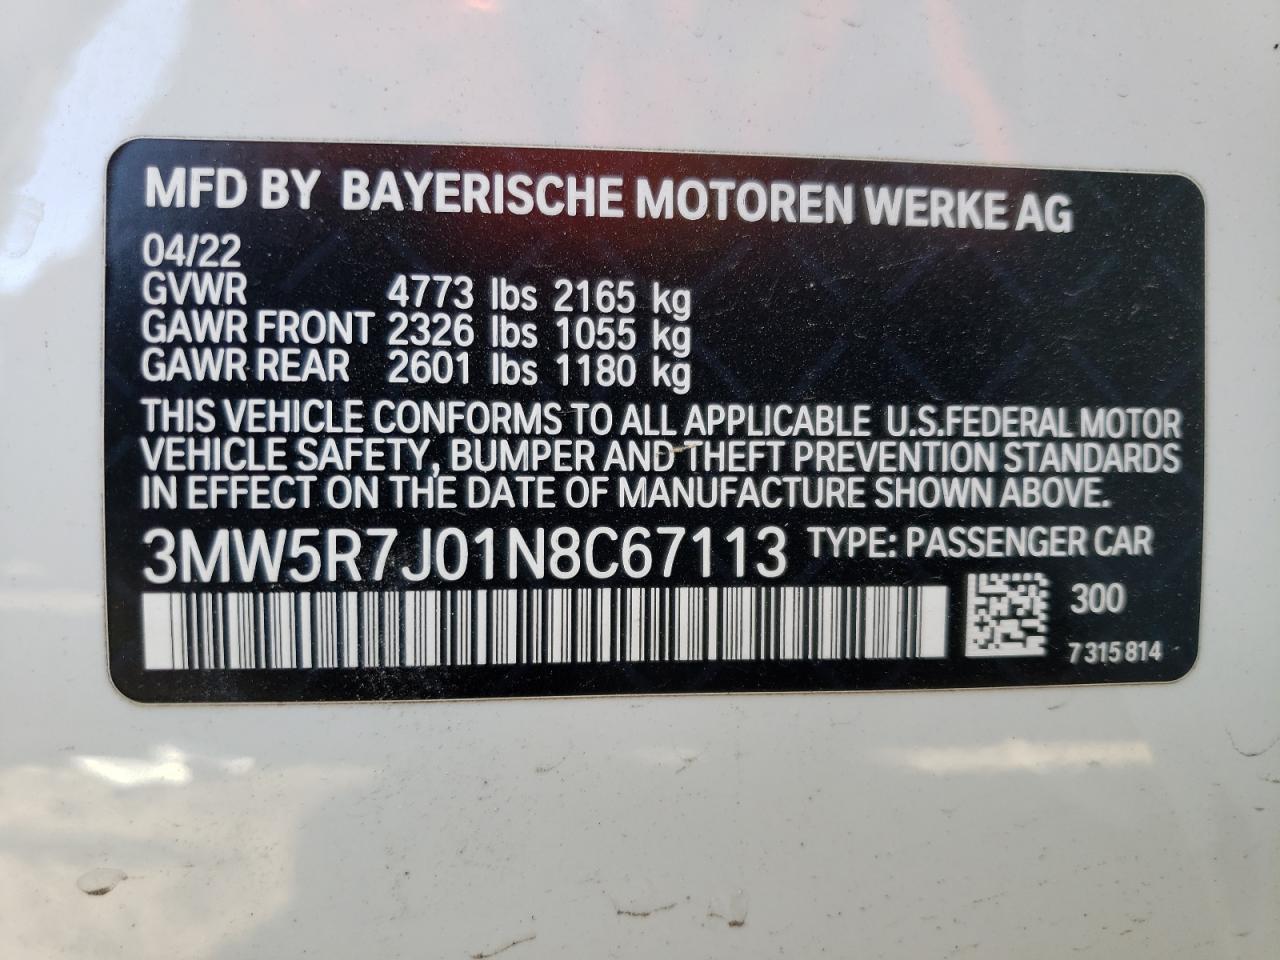 MFD BY BAYERISCHE MOTOREN WERKE AG
04/22
GVWR 4773 lbs 2165 kg
GAWR FRONT 2326 lbs 1055 kg
GAWR REAR 2601 lbs 1180 kg
THIS VEHICLE CONFORMS TO ALL APPLICABLE U.S.FEDERAL MOTOR
VEHICLE SAFETY, BUMPER AND THEFT PREVENTION STANDARDS
IN EFFECT ON THE DATE OF MANUFACTURE SHOWN ABOVE.
3MW5R7J01N8C67113 TYPE: PASSENGER CAR
300
7 315 814